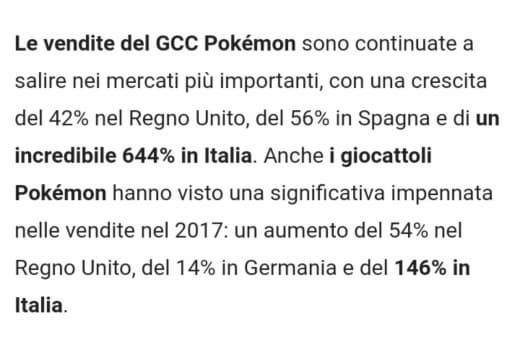 Le vendite del GCC Pokémon sono continuate a
salire nei mercati più importanti, con una crescita
del 42% nel Regno Unito, del 56% in Spagna e di un
incredibile 644% in Italia. Anche i giocattoli
Pokémon hanno visto una significativa impennata
nelle vendite nel 2017: un aumento del 54% nel
Regno Unito, del 14% in Germania e del 146% in
Italia.